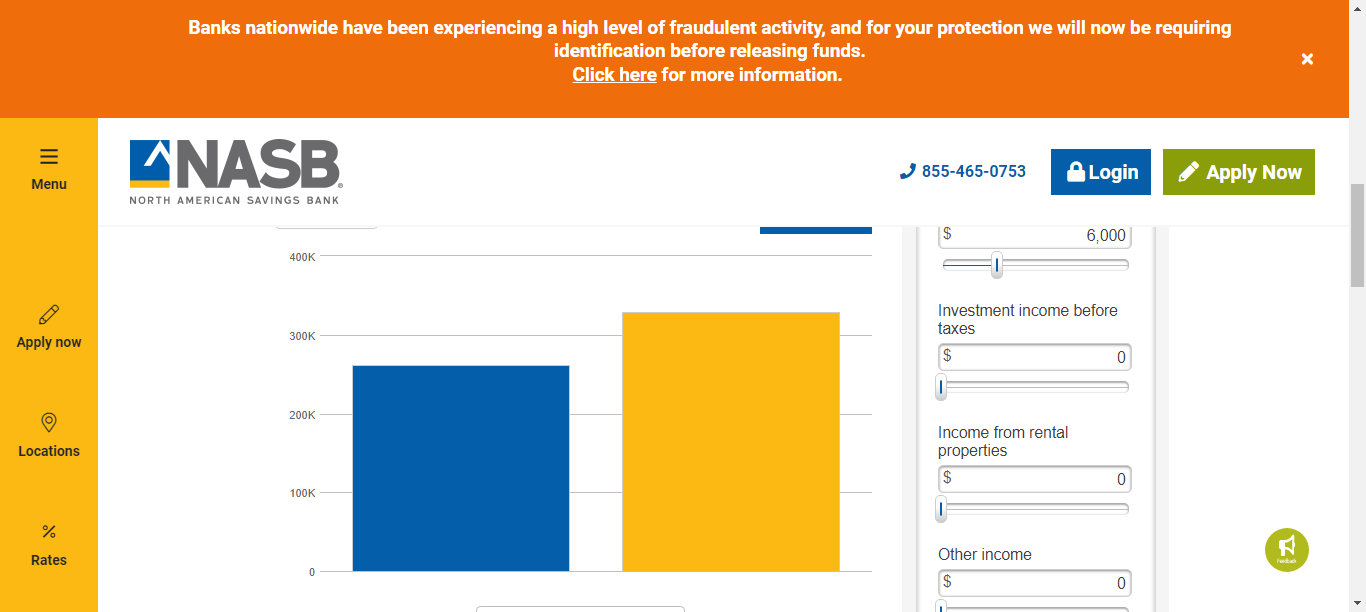 Banks nationwide have been experiencing a high level of fraudulent activity, and for your protection we will now be requiring
identification before releasing funds.
Click here for more information.
Menu
NASB®
NORTH AMERICAN SAVINGS BANK
855-465-0753
Login
Apply Now
Apply now
Locations
Rates
400K
300K
200K
100K
0
$ 6,000
Investment income before
taxes
$ 0
Income from rental
properties
$ 0
Other income
$ 0
Feedback